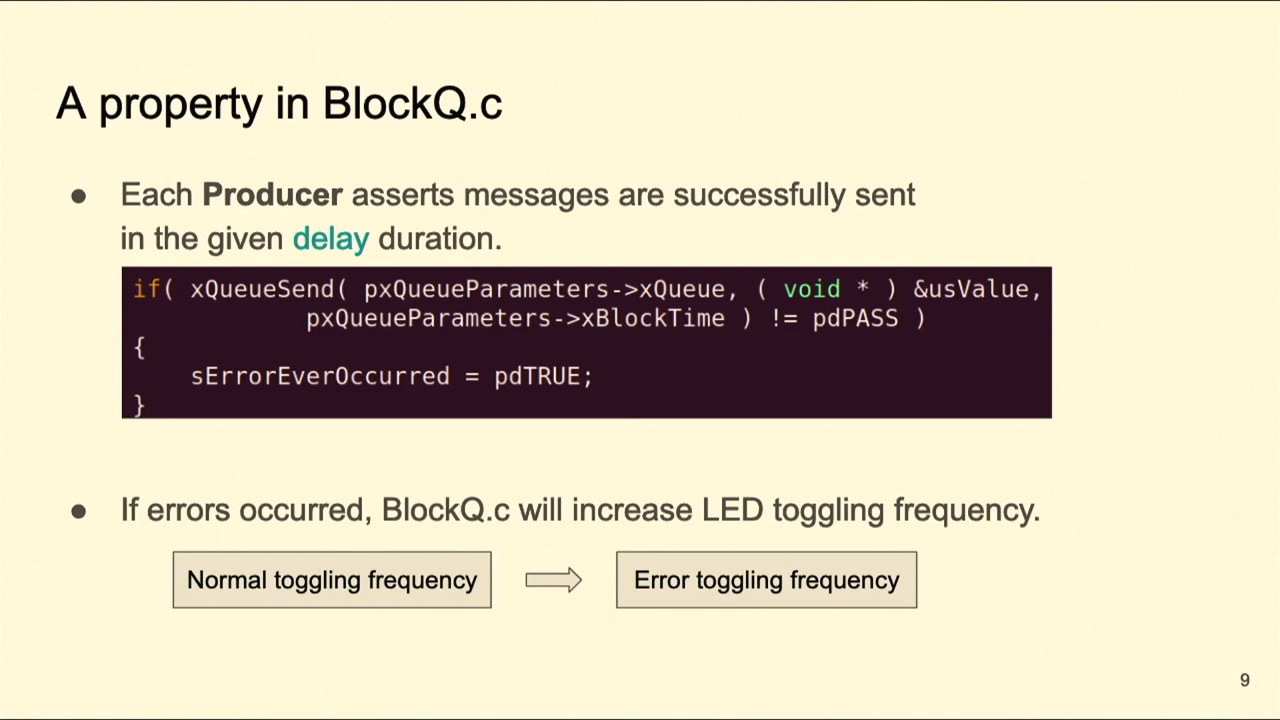 A property in BlockQ.c
● Each Producer asserts messages are successfully sent
in the given delay duration.
if( xQueueSend( pxQueueParameters->xQueue, ( void * ) &usValue,
pxQueueParameters->xBlockTime ) != pdPASS )
{
sErrorEverOccurred = pdTRUE;
}
● If errors occurred, BlockQ.c will increase LED toggling frequency.
Normal toggling frequency
Error toggling frequency
9